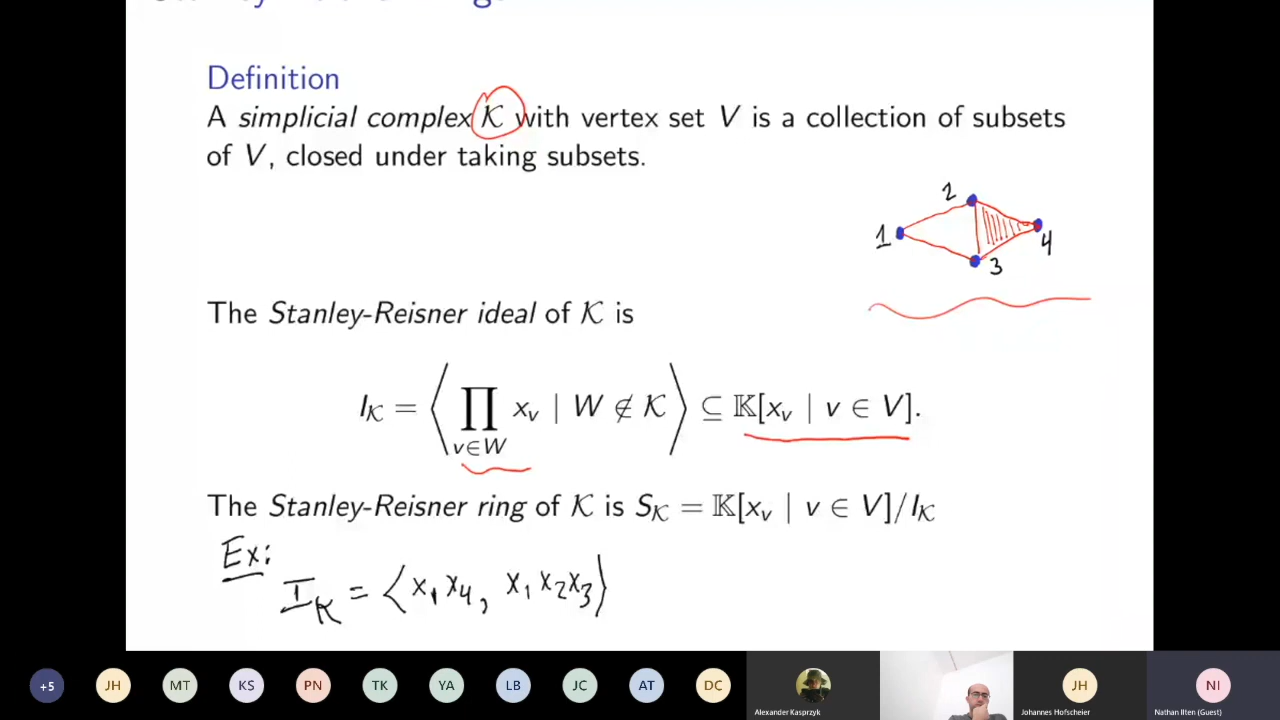 Definition
A simplicial complex 𝒦 with vertex set V is a collection of subsets
of V, closed under taking subsets.
2
1
3
4
The Stanley-Reisner ideal of 𝒦 is
I_𝒦 = ⟨ ∏_{v∈W} x_v | W ∉ 𝒦 ⟩ ⊆ 𝕂[x_v | v ∈ V].
The Stanley-Reisner ring of 𝒦 is S_𝒦 = 𝕂[x_v | v ∈ V]/I_𝒦
Ex:
I_K = ⟨x₁x₄, x₁x₂x₃⟩
+5
JH
MT
KS
PN
TK
YA
LB
JC
AT
DC
JH
NI
Alexander Kasprzyk
Johannes Hofscheier
Nathan Ilten (Guest)